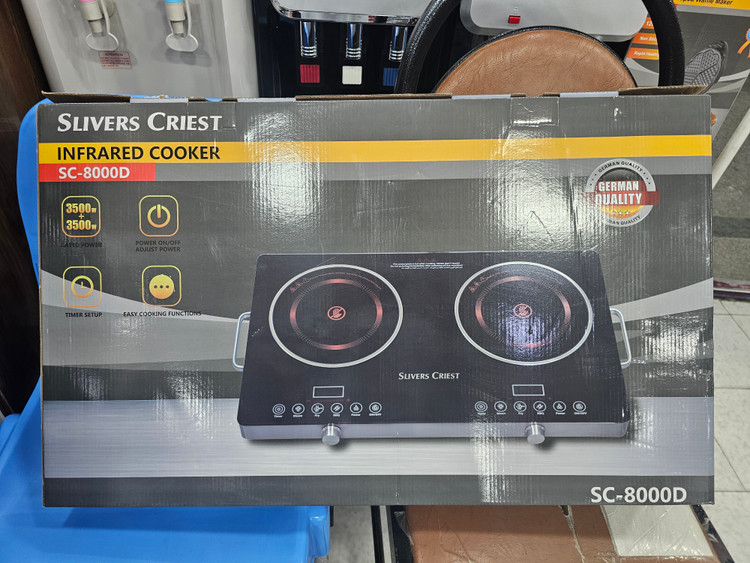 SLIVERS CRIEST
INFRARED COOKER
SC-8000D
3500W
+
3500W
RATED POWER
POWER ON/OFF
ADJUST POWER
TIMER SETUP
EASY COOKING FUNCTIONS
GERMAN QUALITY
GERMAN
QUALITY
GERMAN QUALITY
SLIVERS CRIEST
SC-8000D